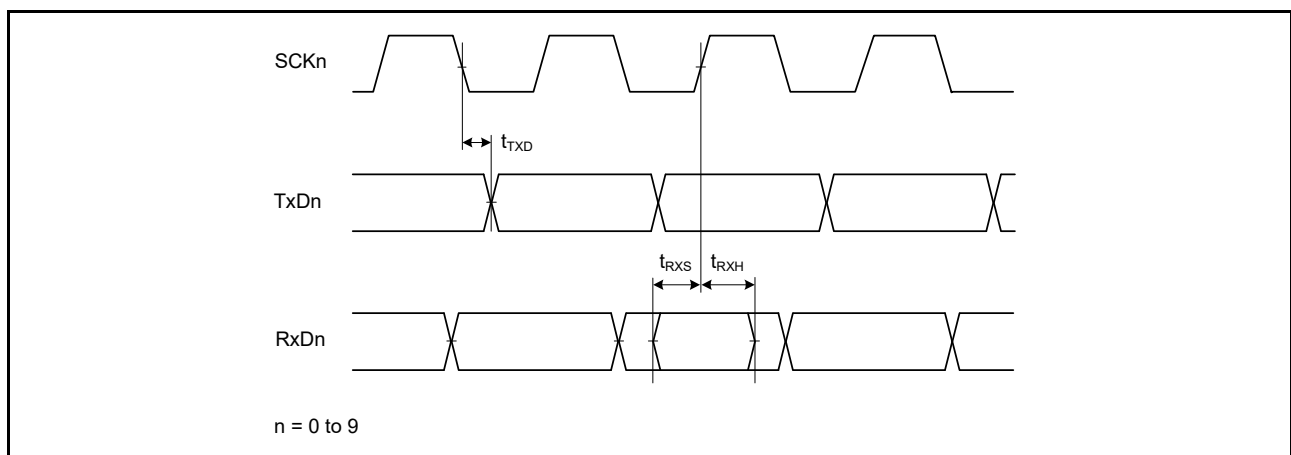 SCKn
tTXD
TxDn
tRXS tRXH
RxDn
n = 0 to 9